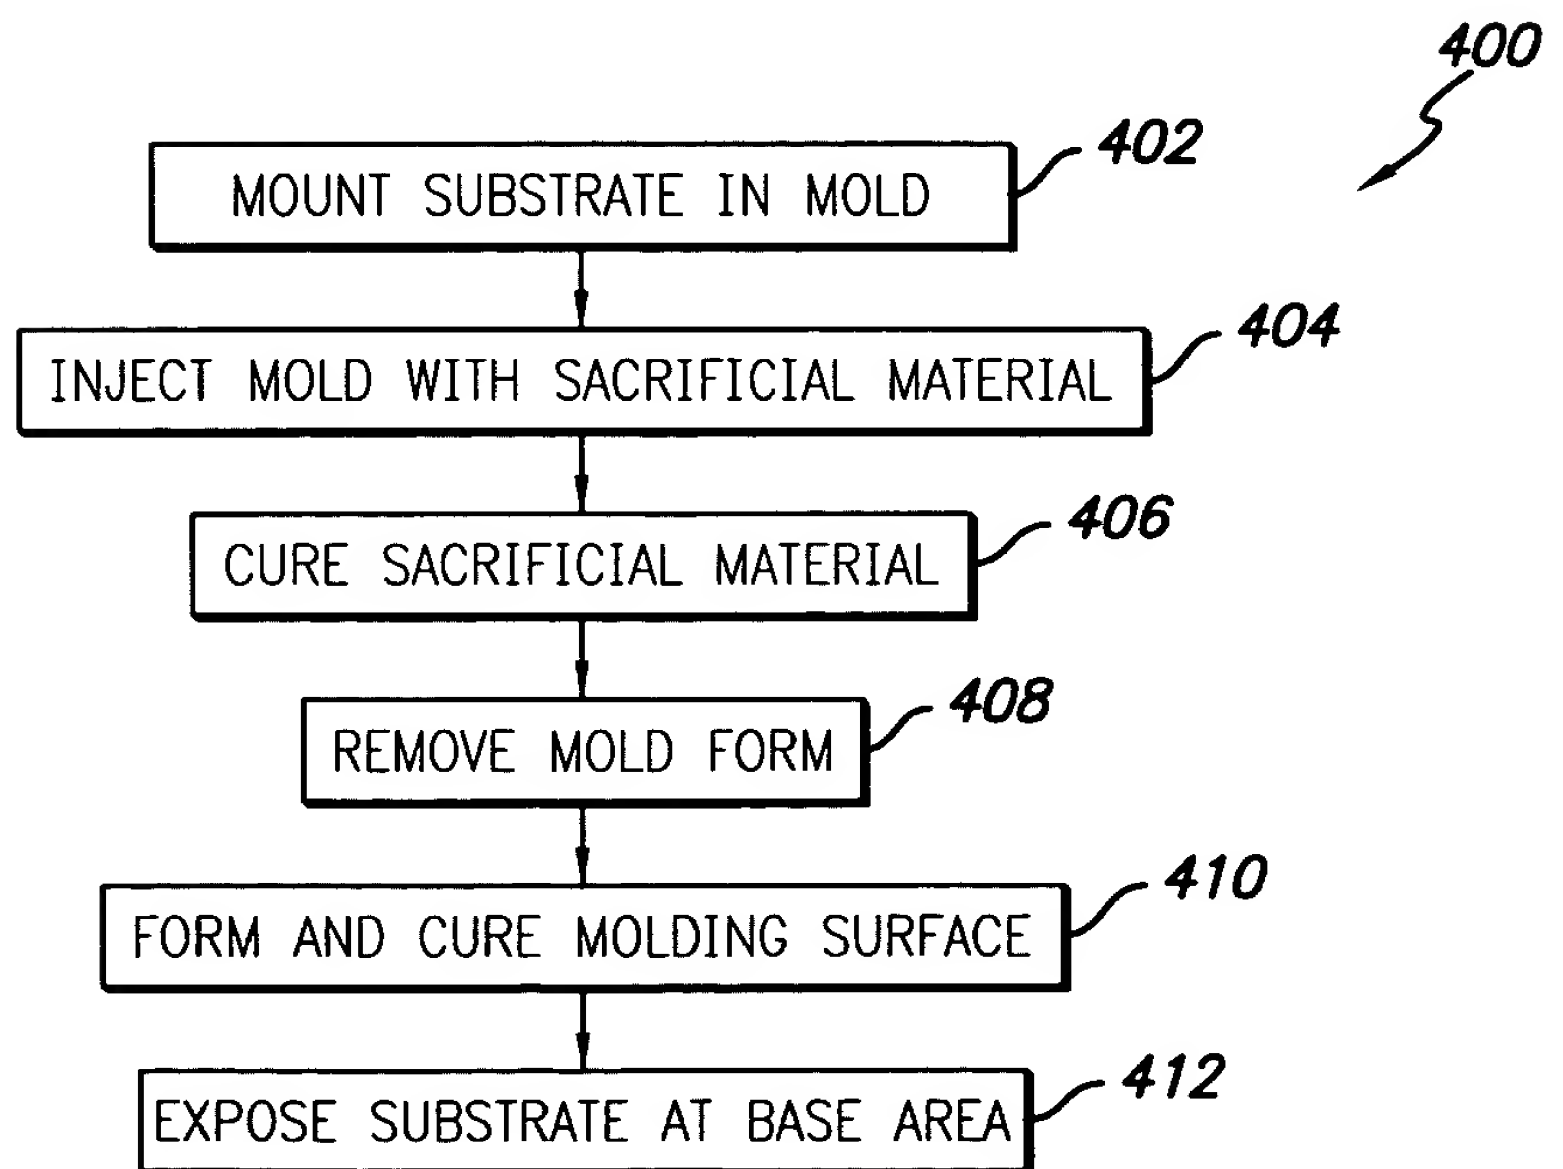 400
402
MOUNT SUBSTRATE IN MOLD
404
INJECT MOLD WITH SACRIFICIAL MATERIAL
406
CURE SACRIFICIAL MATERIAL
408
REMOVE MOLD FORM
410
FORM AND CURE MOLDING SURFACE
412
EXPOSE SUBSTRATE AT BASE AREA